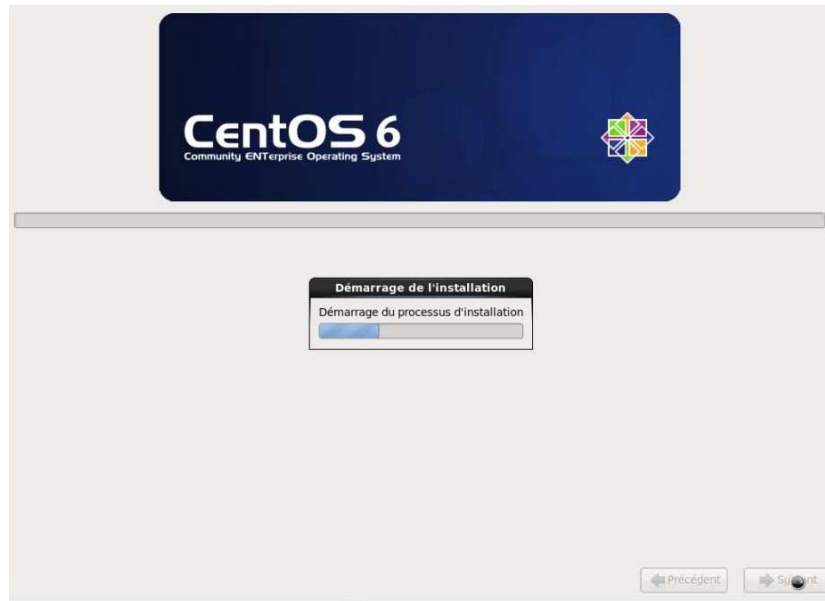 CentOS 6
Community ENTerprise Operating System
Démarrage de l'installation
Démarrage du processus d'installation
Précédent